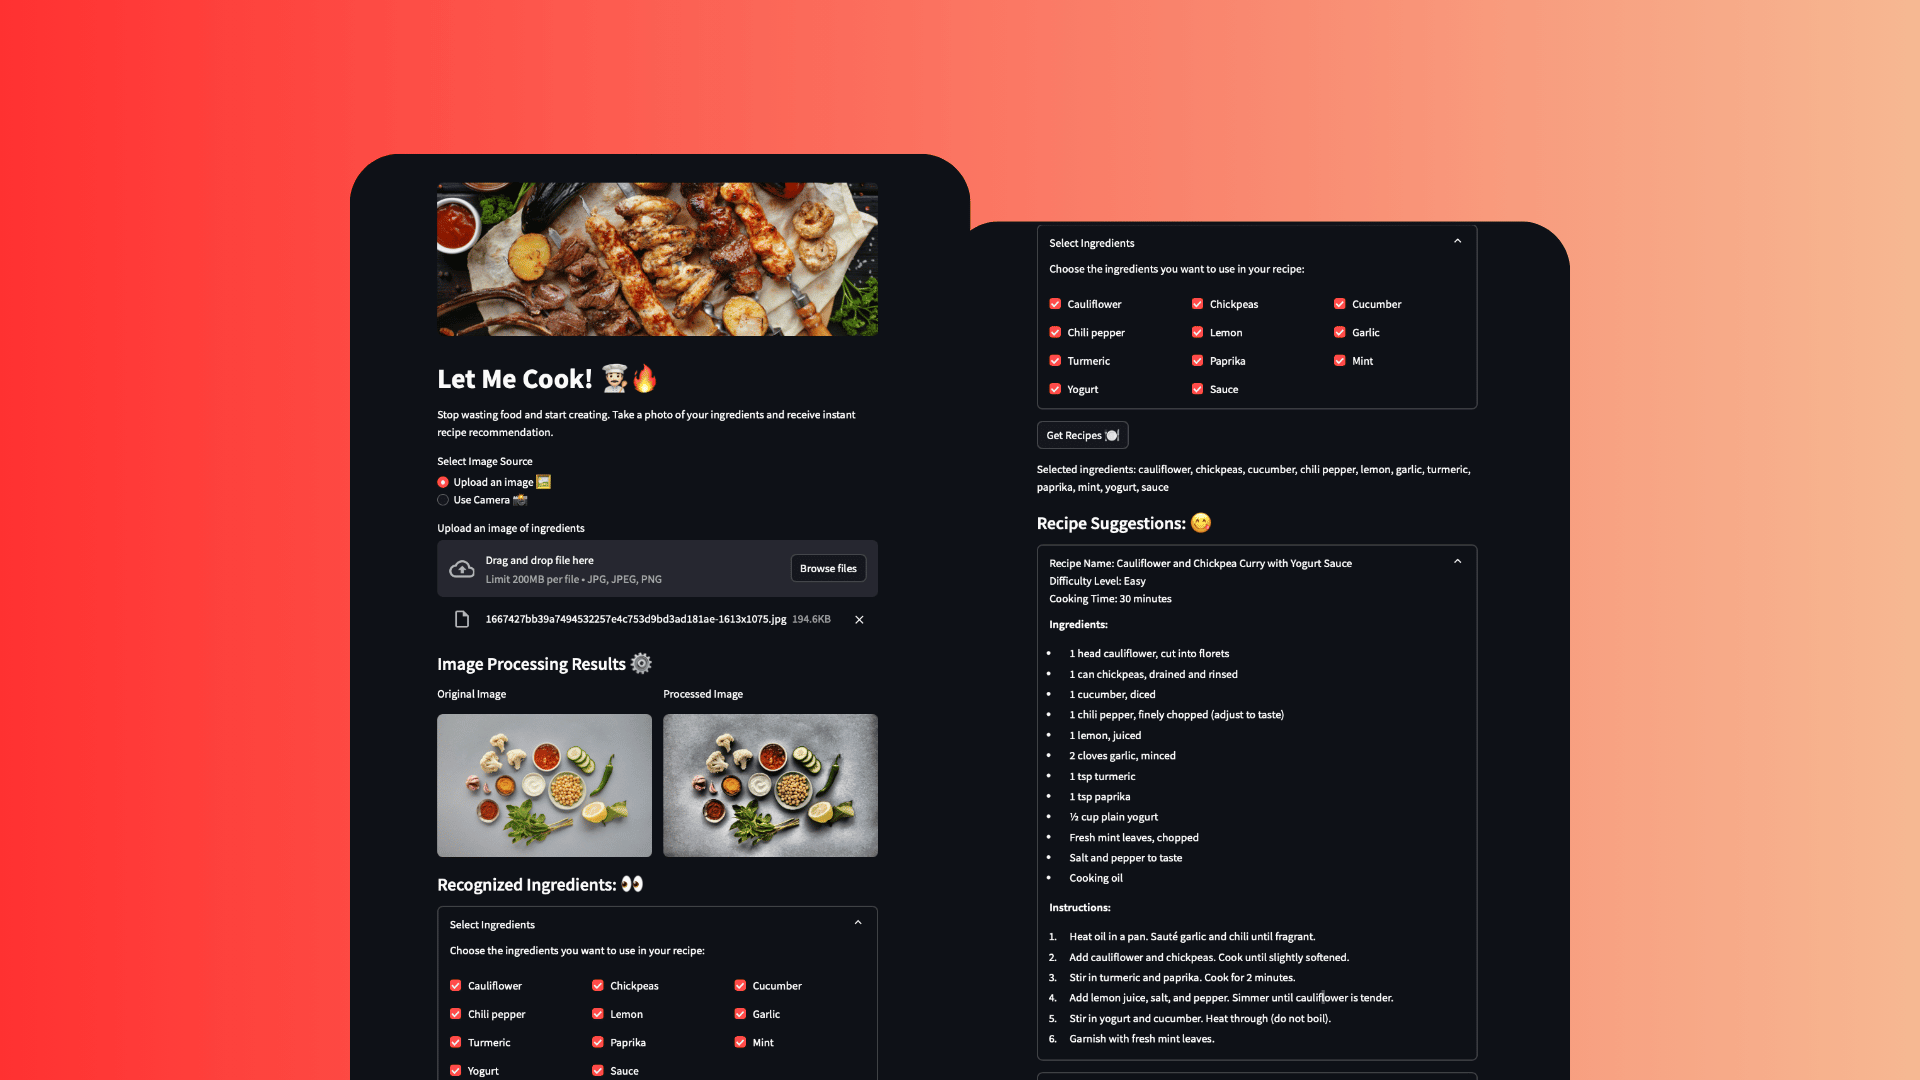 Let Me Cook! 👨🏻‍🍳🔥
Stop wasting food and start creating. Take a photo of your ingredients and receive instant
recipe recommendation.
Select Image Source
Upload an image 🖼️
Use Camera 📸
Upload an image of ingredients
Drag and drop file here
Limit 200MB per file • JPG, JPEG, PNG
Browse files
1667427bb39a7494532257e4c753d9bd3ad181ae-1613x1075.jpg 194.6KB
Image Processing Results ⚙️
Original Image
Processed Image
Recognized Ingredients: 👀
Select Ingredients
Choose the ingredients you want to use in your recipe:
Cauliflower
Chickpeas
Cucumber
Chili pepper
Lemon
Garlic
Turmeric
Paprika
Mint
Yogurt
Sauce
Select Ingredients
Choose the ingredients you want to use in your recipe:
Cauliflower
Chickpeas
Cucumber
Chili pepper
Lemon
Garlic
Turmeric
Paprika
Mint
Yogurt
Sauce
Get Recipes 🍽️
Selected ingredients: cauliflower, chickpeas, cucumber, chili pepper, lemon, garlic, turmeric,
paprika, mint, yogurt, sauce
Recipe Suggestions: 😋
Recipe Name: Cauliflower and Chickpea Curry with Yogurt Sauce
Difficulty Level: Easy
Cooking Time: 30 minutes
Ingredients:
• 1 head cauliflower, cut into florets
• 1 can chickpeas, drained and rinsed
• 1 cucumber, diced
• 1 chili pepper, finely chopped (adjust to taste)
• 1 lemon, juiced
• 2 cloves garlic, minced
• 1 tsp turmeric
• 1 tsp paprika
• ½ cup plain yogurt
• Fresh mint leaves, chopped
• Salt and pepper to taste
• Cooking oil
Instructions:
1. Heat oil in a pan. Sauté garlic and chili until fragrant.
2. Add cauliflower and chickpeas. Cook until slightly softened.
3. Stir in turmeric and paprika. Cook for 2 minutes.
4. Add lemon juice, salt, and pepper. Simmer until cauliflower is tender.
5. Stir in yogurt and cucumber. Heat through (do not boil).
6. Garnish with fresh mint leaves.